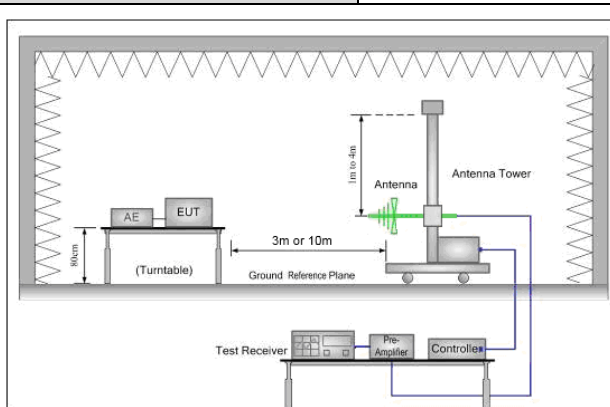 1m to 4m
Antenna Tower
Antenna
AE
EUT
80cm
3m or 10m
(Turntable)
Ground Reference Plane
Test Receiver
Pre-
Amplifier
Controller